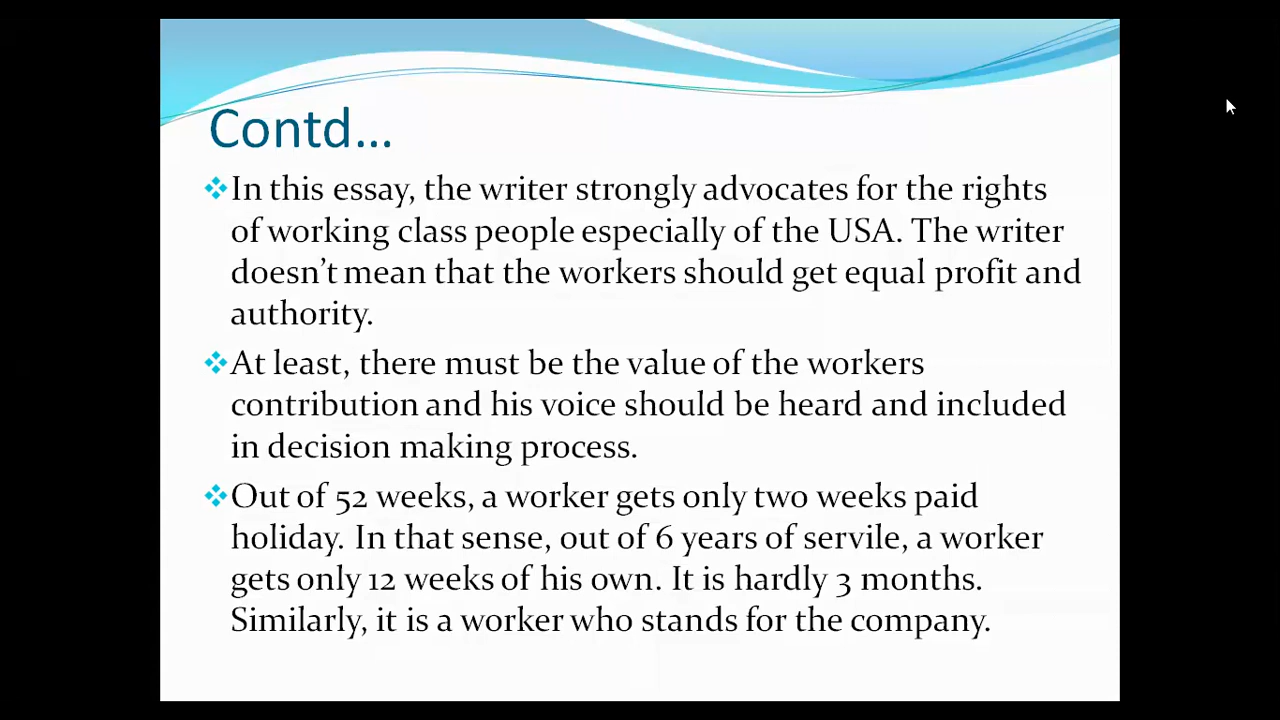 Contd...
In this essay, the writer strongly advocates for the rights
of working class people especially of the USA. The writer
doesn't mean that the workers should get equal profit and
authority.
At least, there must be the value of the workers
contribution and his voice should be heard and included
in decision making process.
Out of 52 weeks, a worker gets only two weeks paid
holiday. In that sense, out of 6 years of servile, a worker
gets only 12 weeks of his own. It is hardly 3 months.
Similarly, it is a worker who stands for the company.